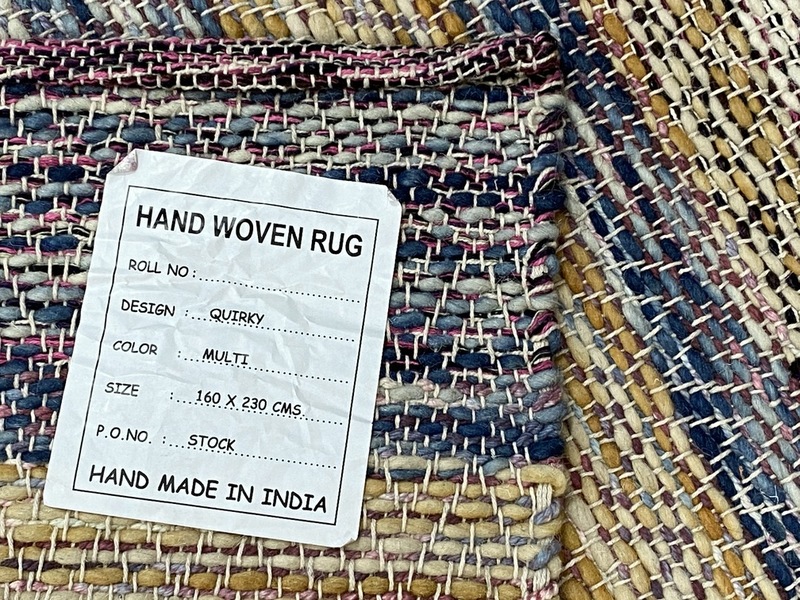 HAND WOVEN RUG
ROLL NO :
DESIGN : QUIRKY
COLOR : MULTI
SIZE : 160 X 230 CMS
P.O.NO. : STOCK
HAND MADE IN INDIA